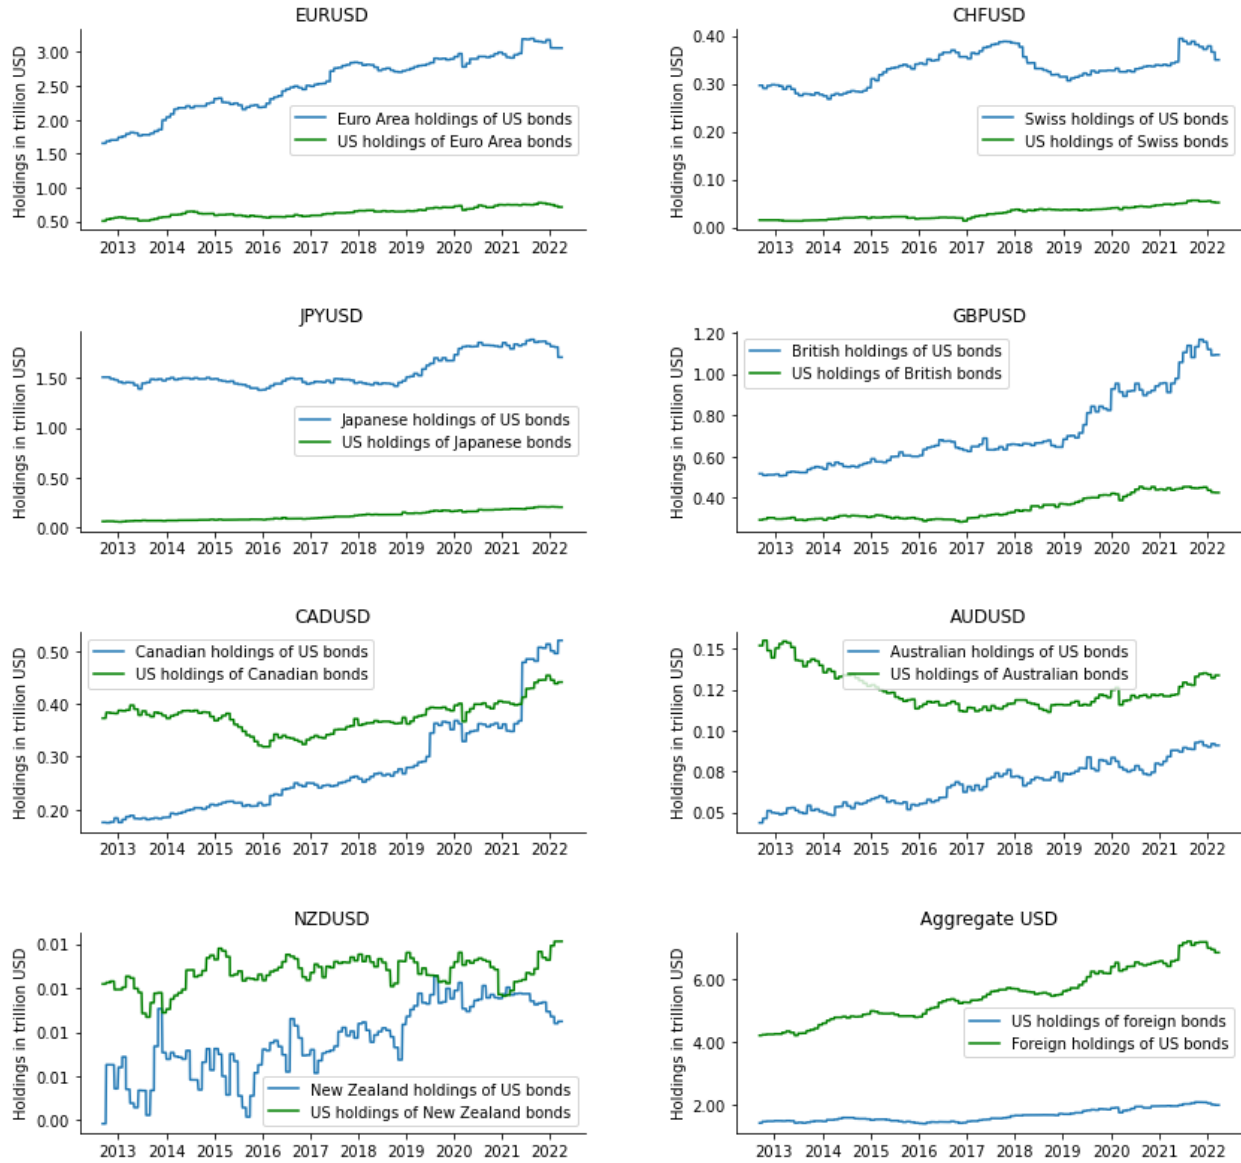 EURUSD
Holdings in trillion USD
3.00
2.50
2.00
1.50
1.00
0.50
Euro Area holdings of US bonds
US holdings of Euro Area bonds
2013 2014 2015 2016 2017 2018 2019 2020 2021 2022
CHFUSD
Holdings in trillion USD
0.40
0.30
0.20
0.10
0.00
Swiss holdings of US bonds
US holdings of Swiss bonds
2013 2014 2015 2016 2017 2018 2019 2020 2021 2022
JPYUSD
Holdings in trillion USD
1.50
1.00
0.50
0.00
Japanese holdings of US bonds
US holdings of Japanese bonds
2013 2014 2015 2016 2017 2018 2019 2020 2021 2022
GBPUSD
Holdings in trillion USD
1.20
1.00
0.80
0.60
0.40
British holdings of US bonds
US holdings of British bonds
2013 2014 2015 2016 2017 2018 2019 2020 2021 2022
CADUSD
Holdings in trillion USD
0.50
0.40
0.30
0.20
Canadian holdings of US bonds
US holdings of Canadian bonds
2013 2014 2015 2016 2017 2018 2019 2020 2021 2022
AUDUSD
Holdings in trillion USD
0.15
0.12
0.10
0.08
0.05
Australian holdings of US bonds
US holdings of Australian bonds
2013 2014 2015 2016 2017 2018 2019 2020 2021 2022
NZDUSD
Holdings in trillion USD
0.01
0.01
0.01
0.01
0.00
New Zealand holdings of US bonds
US holdings of New Zealand bonds
2013 2014 2015 2016 2017 2018 2019 2020 2021 2022
Aggregate USD
Holdings in trillion USD
6.00
4.00
2.00
US holdings of foreign bonds
Foreign holdings of US bonds
2013 2014 2015 2016 2017 2018 2019 2020 2021 2022